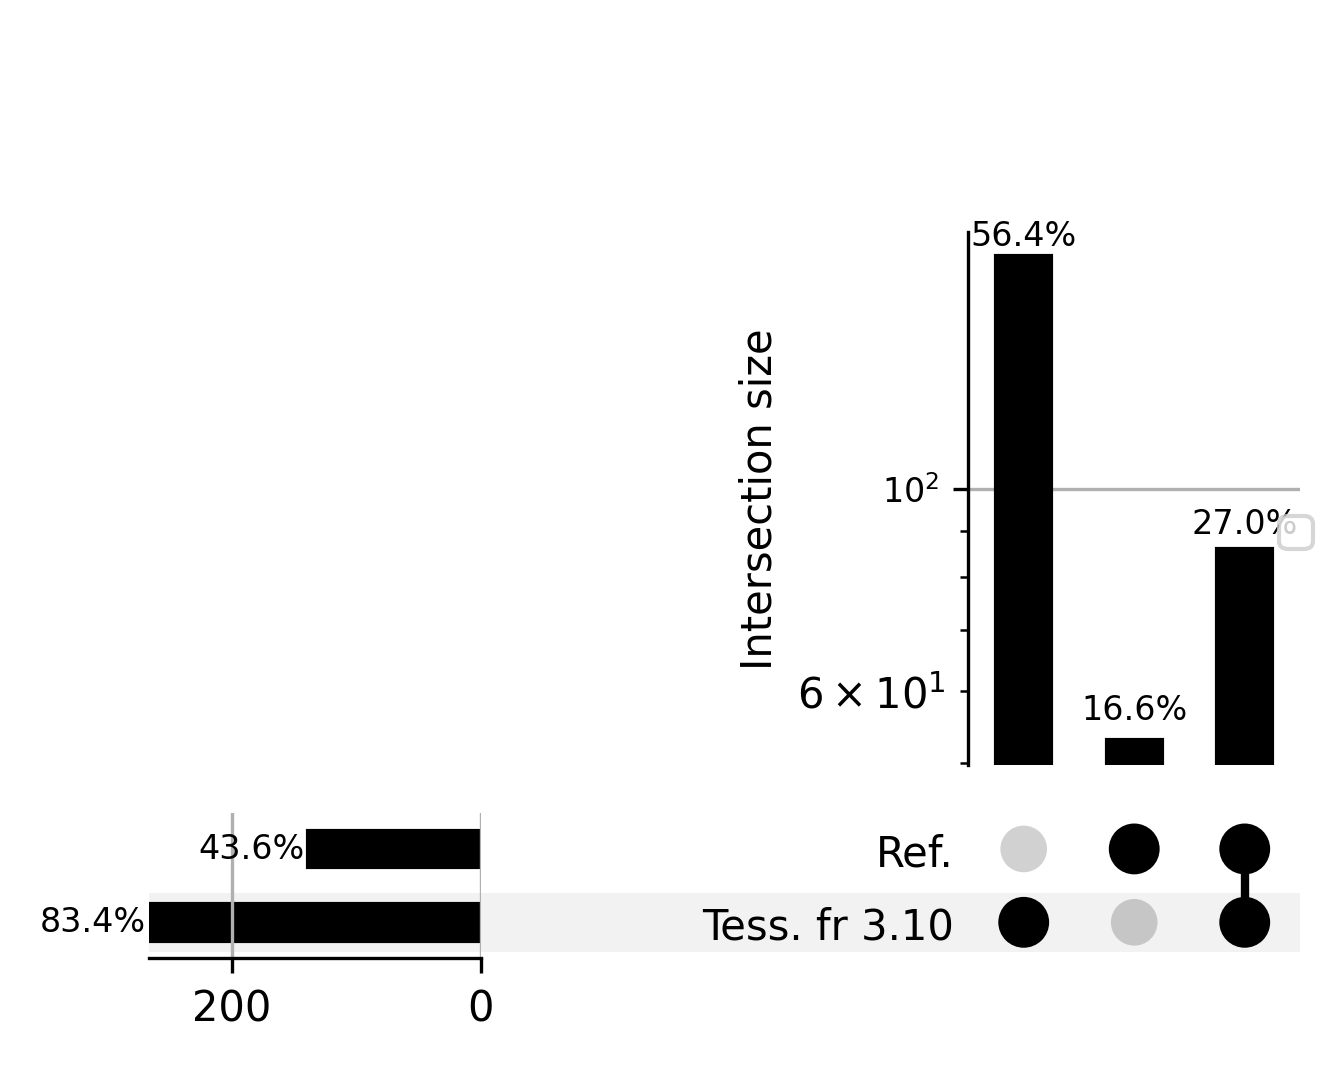 56.4%
Intersection size
10²
27.0%
6 × 10¹
16.6%
43.6%
Ref.
83.4%
Tess. fr 3.10
200
0